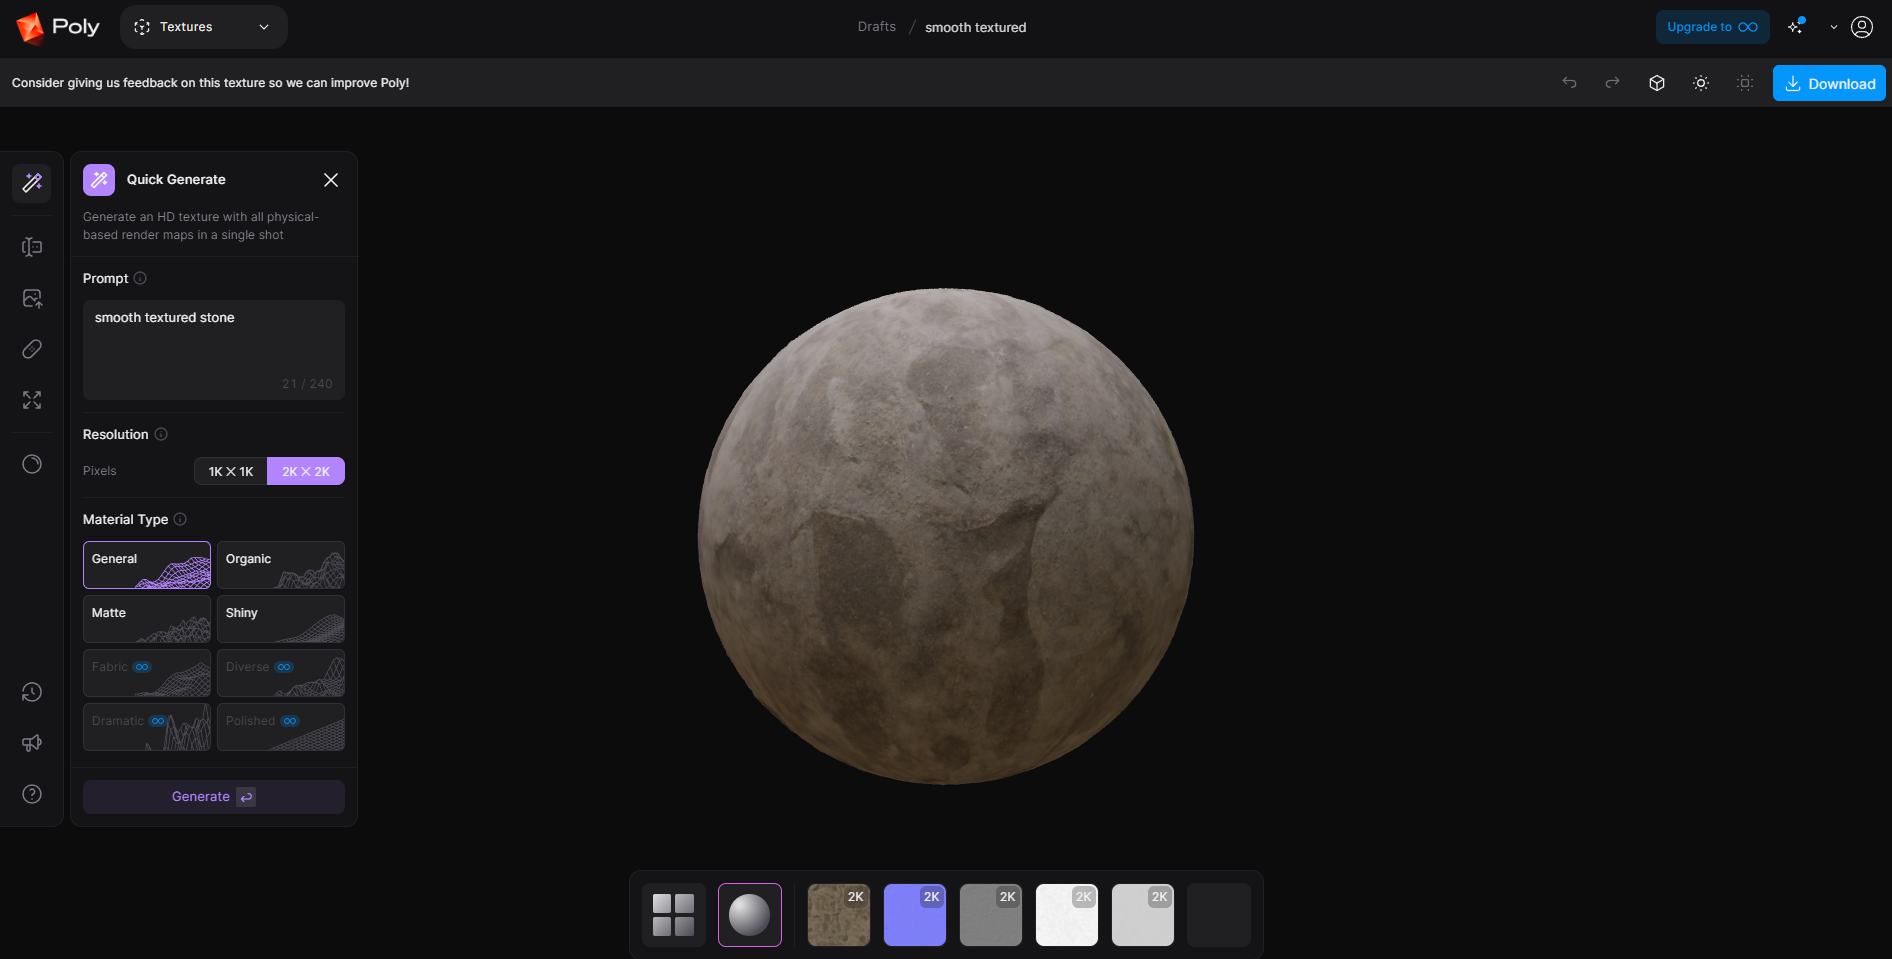 Poly
Textures
Drafts / smooth textured
Upgrade to
Consider giving us feedback on this texture so we can improve Poly!
Download
Quick Generate
Generate an HD texture with all physical-
based render maps in a single shot
Prompt
smooth textured stone
21 / 240
Resolution
Pixels
1K X 1K
2K X 2K
Material Type
General
Organic
Matte
Shiny
Fabric
Diverse
Dramatic
Polished
Generate
2K
2K
2K
2K
2K